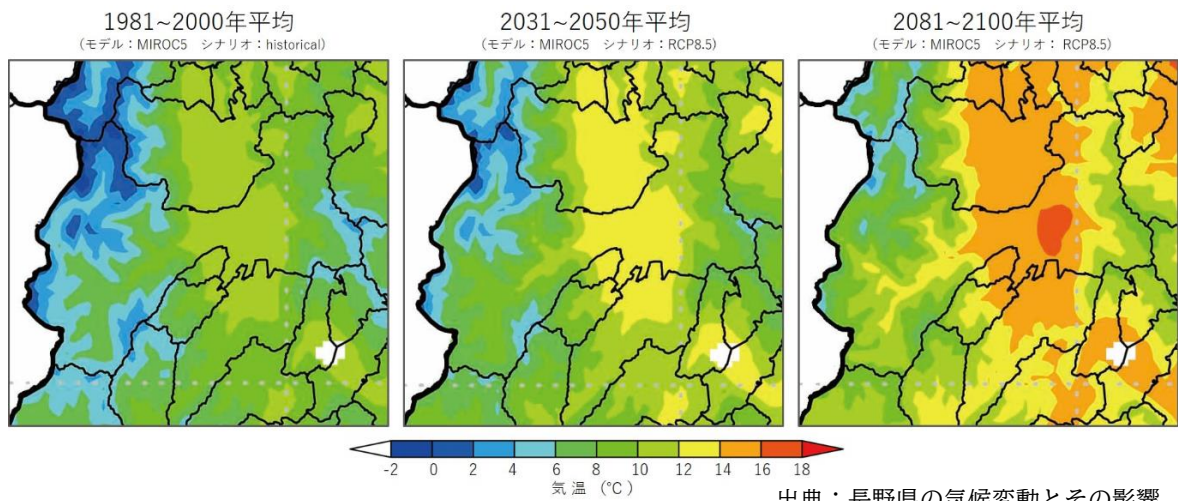 1981~2000年平均
(モデル：MIROC5　シナリオ：historical)
2031~2050年平均
(モデル：MIROC5　シナリオ：RCP8.5)
2081~2100年平均
(モデル：MIROC5　シナリオ： RCP8.5)
-2 0 2 4 6 8 10 12 14 16 18
気 温 (℃)
出典：長野県の気候変動とその影響